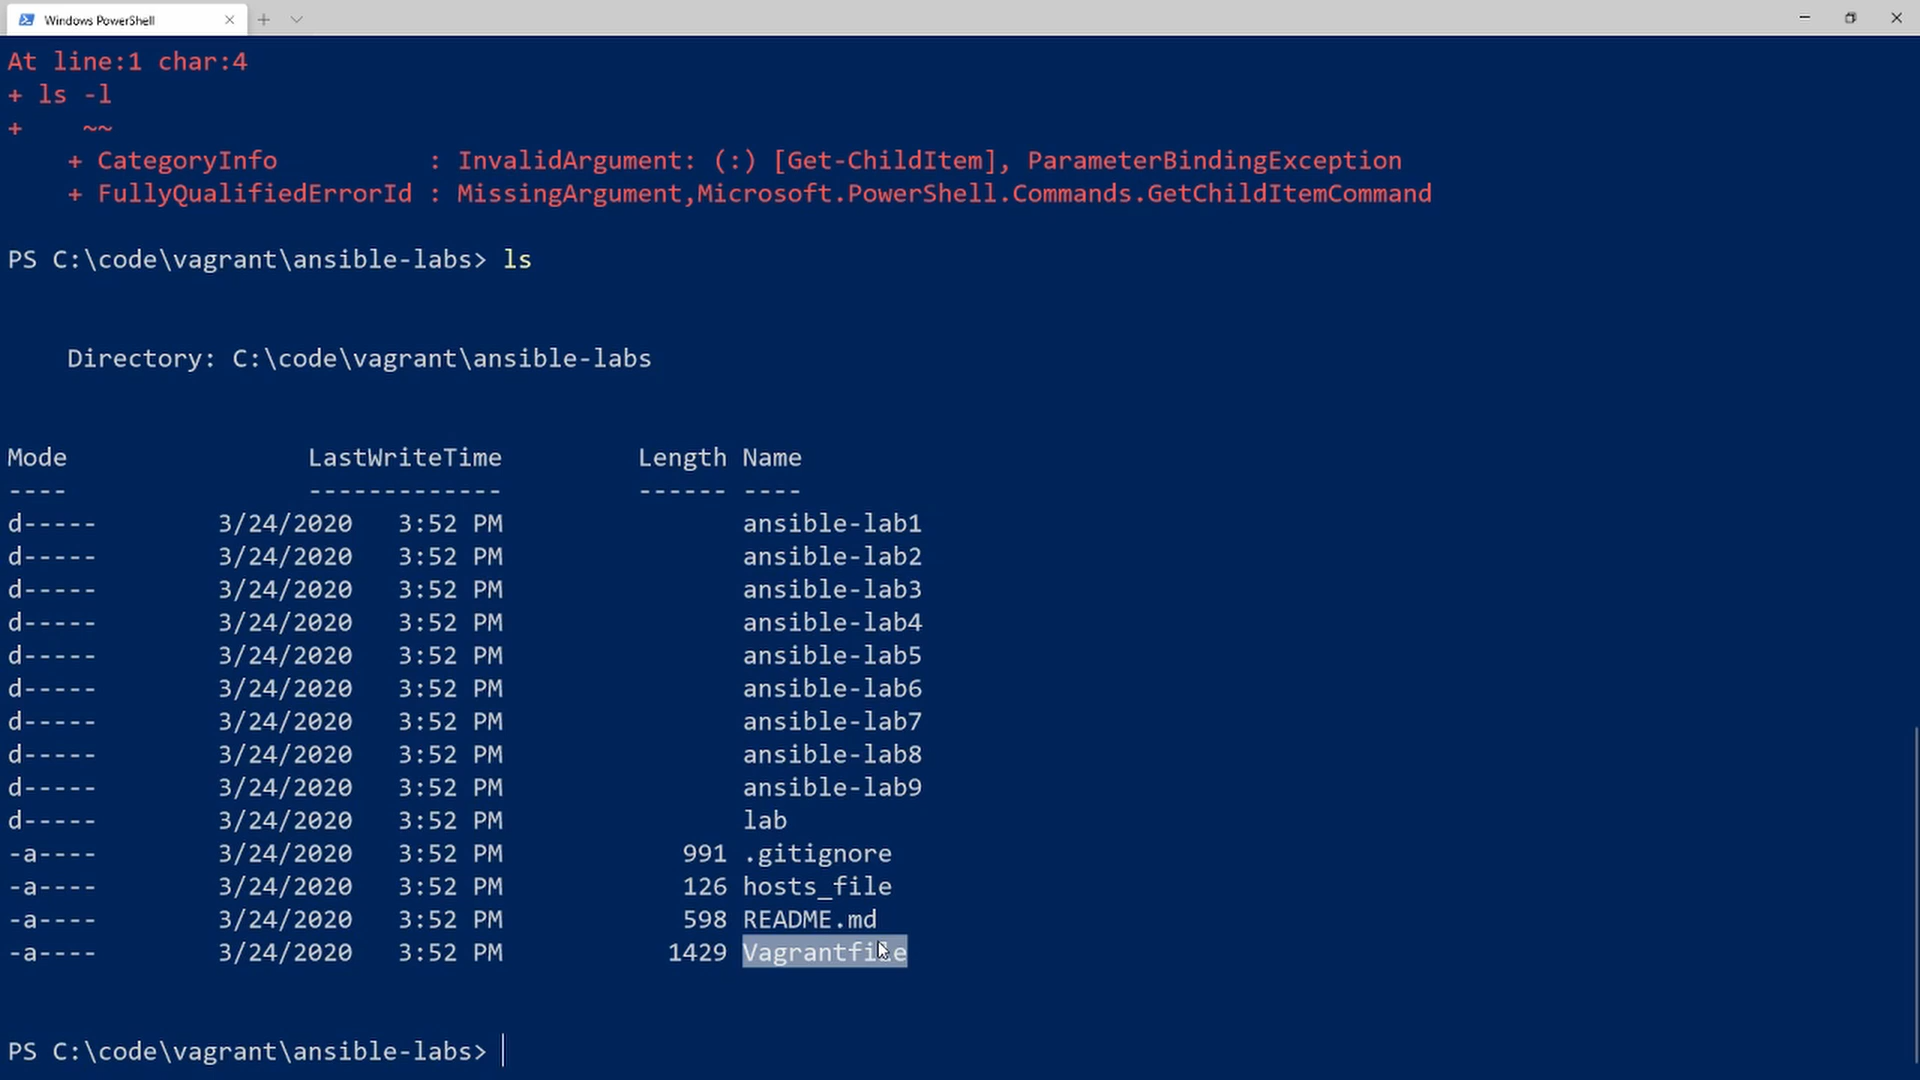 Windows PowerShell
At line:1 char:4
+ ls -l
+    ~~
    + CategoryInfo          : InvalidArgument: (:) [Get-ChildItem], ParameterBindingException
    + FullyQualifiedErrorId : MissingArgument,Microsoft.PowerShell.Commands.GetChildItemCommand
PS C:\code\vagrant\ansible-labs> ls
    Directory: C:\code\vagrant\ansible-labs
Mode                LastWriteTime         Length Name
----                -------------         ------ ----
d-----        3/24/2020   3:52 PM                ansible-lab1
d-----        3/24/2020   3:52 PM                ansible-lab2
d-----        3/24/2020   3:52 PM                ansible-lab3
d-----        3/24/2020   3:52 PM                ansible-lab4
d-----        3/24/2020   3:52 PM                ansible-lab5
d-----        3/24/2020   3:52 PM                ansible-lab6
d-----        3/24/2020   3:52 PM                ansible-lab7
d-----        3/24/2020   3:52 PM                ansible-lab8
d-----        3/24/2020   3:52 PM                ansible-lab9
d-----        3/24/2020   3:52 PM                lab
-a----        3/24/2020   3:52 PM            991 .gitignore
-a----        3/24/2020   3:52 PM            126 hosts_file
-a----        3/24/2020   3:52 PM            598 README.md
-a----        3/24/2020   3:52 PM           1429 Vagrantfile
PS C:\code\vagrant\ansible-labs>